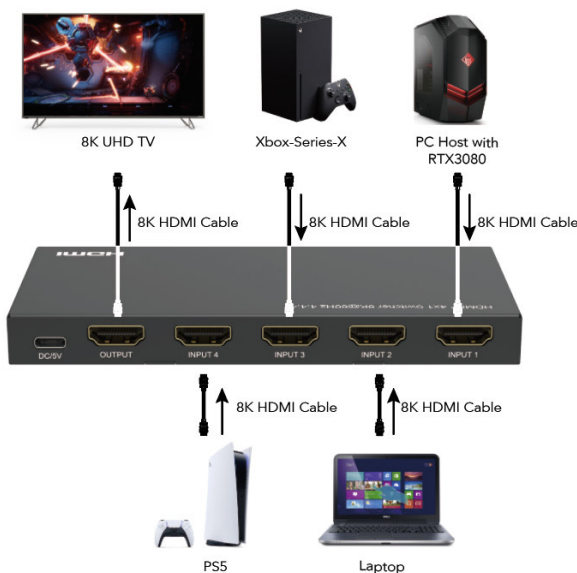 8K UHD TV
Xbox-Series-X
PC Host with
RTX3080
8K HDMI Cable
8K HDMI Cable
8K HDMI Cable
HDMI
DC/5V
OUTPUT
INPUT 4
INPUT 3
INPUT 2
INPUT 1
8K HDMI Cable
8K HDMI Cable
PS5
Laptop